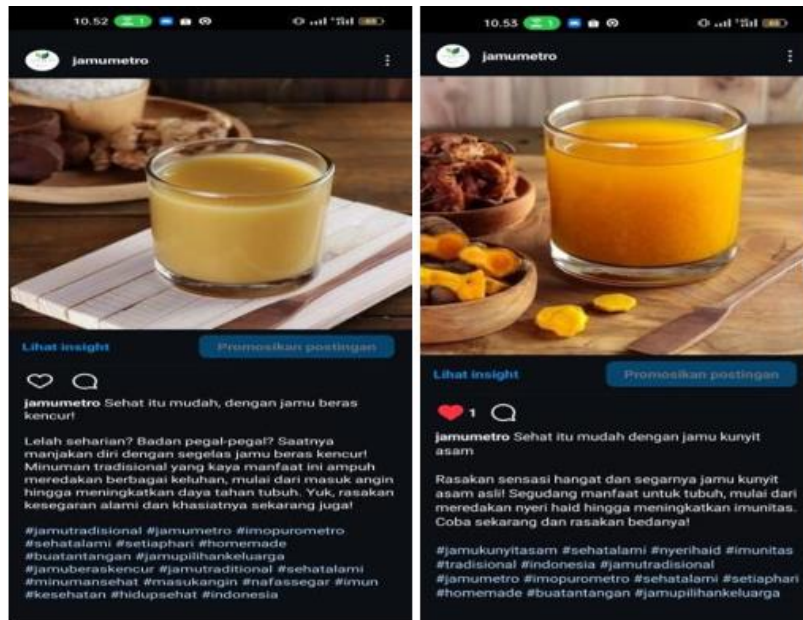 10.52
jamumetro
Lihat insight
Promosikan postingan
jamumetro Sehat itu mudah, dengan jamu beras
kencur!
Lelah seharian? Badan pegal-pegal? Saatnya
manjakan diri dengan segelas jamu beras kencur!
Minuman tradisional yang kaya manfaat ini ampuh
meredakan berbagai keluhan, mulai dari masuk angin
hingga meningkatkan daya tahan tubuh. Yuk, rasakan
kesegaran alami dan khasiatnya sekarang juga!
#jamutradisional #jamumetro #imopurometro
#sehatalami #setiaphari #homemade
#buatantangan #jamupilihankeluarga
#jamuberaskencur #jamutraditional #sehatalami
#minumansehat #masukangin #nafassegar #imun
#kesehatan #hidupsehat #indonesia
10.53
jamumetro
Lihat insight
Promosikan postingan
1
jamumetro Sehat itu mudah dengan jamu kunyit
asam
Rasakan sensasi hangat dan segarnya jamu kunyit
asam asli! Segudang manfaat untuk tubuh, mulai dari
meredakan nyeri haid hingga meningkatkan imunitas.
Coba sekarang dan rasakan bedanya!
#jamukunyitasam #sehatalami #nyerihaid #imunitas
#tradisional #indonesia #jamutradisional
#jamumetro #imopurometro #sehatalami #setiaphari
#homemade #buatantangan #jamupilihankeluarga